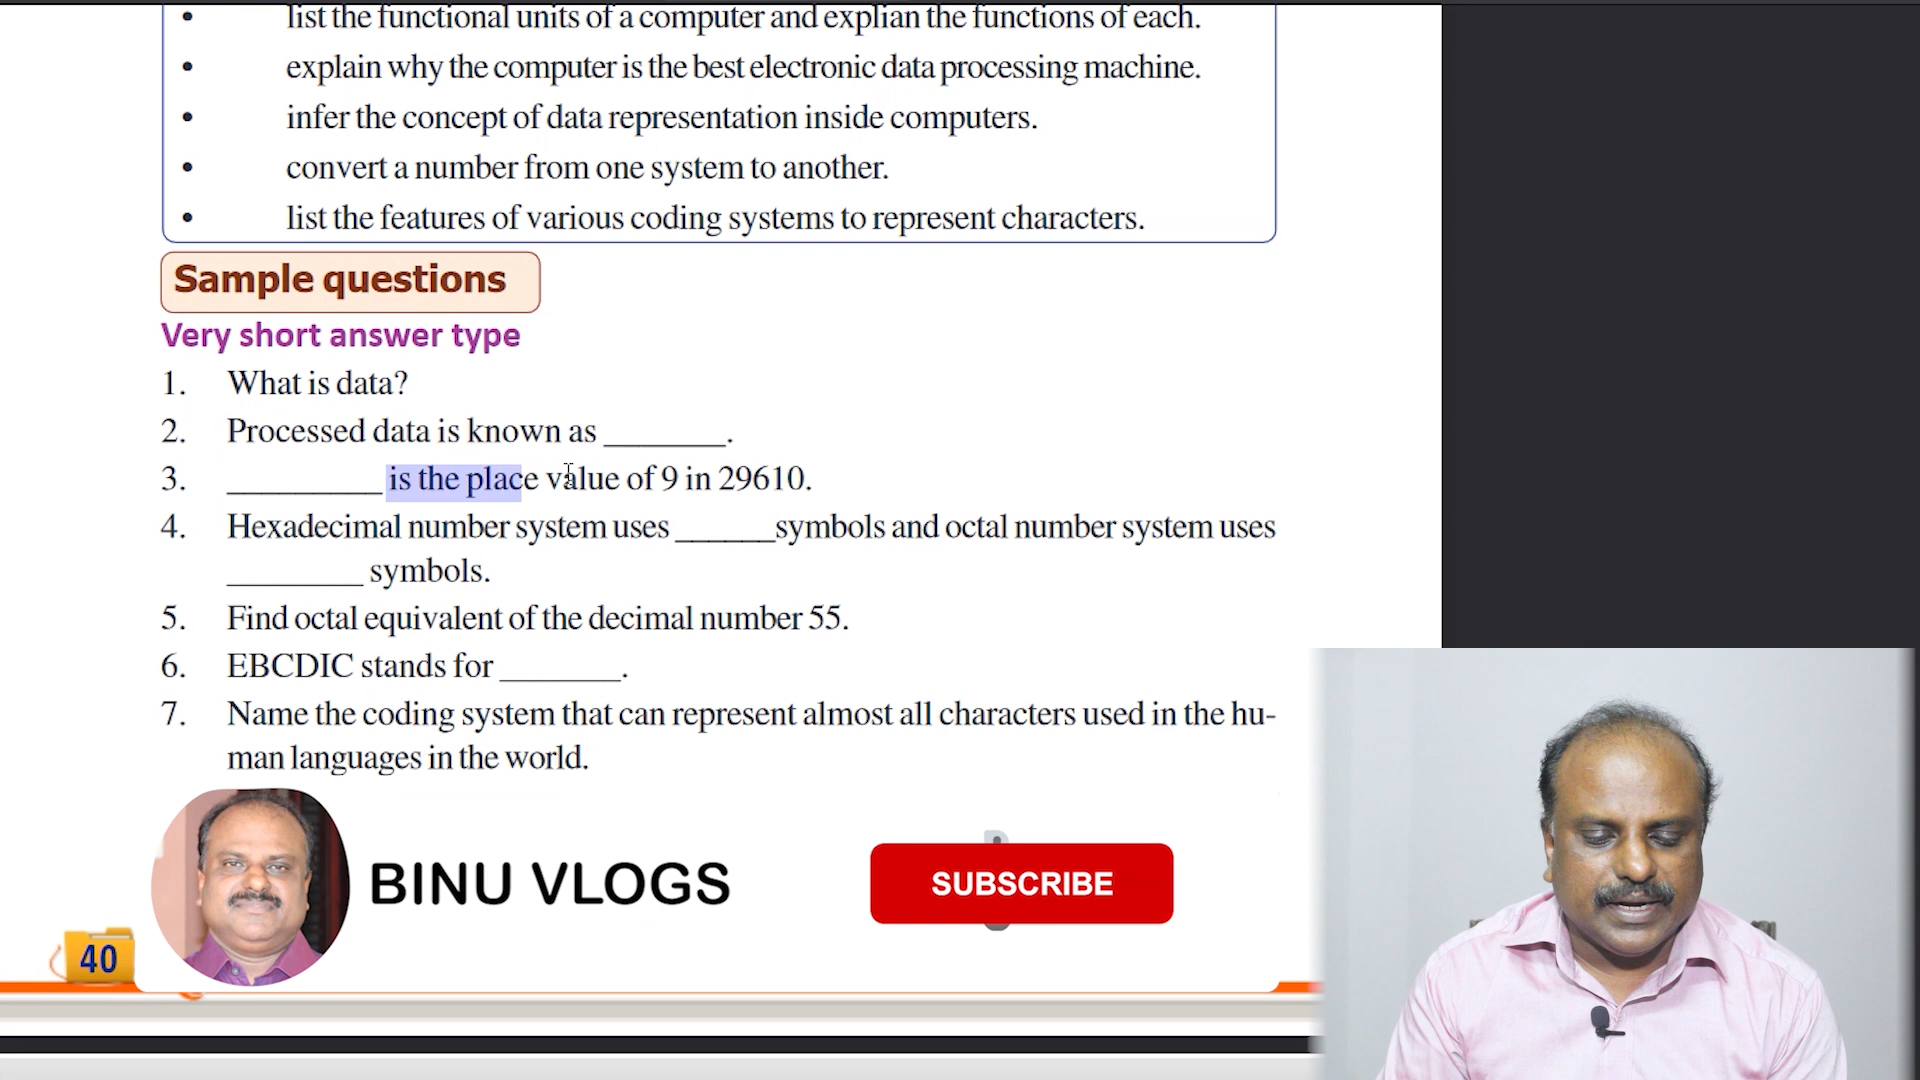 • list the functional units of a computer and explian the functions of each.
• explain why the computer is the best electronic data processing machine.
• infer the concept of data representation inside computers.
• convert a number from one system to another.
• list the features of various coding systems to represent characters.
Sample questions
Very short answer type
1. What is data?
2. Processed data is known as ________.
3. __________ is the place value of 9 in 29610.
4. Hexadecimal number system uses ______symbols and octal number system uses
_________ symbols.
5. Find octal equivalent of the decimal number 55.
6. EBCDIC stands for ________.
7. Name the coding system that can represent almost all characters used in the hu-
man languages in the world.
BINU VLOGS
SUBSCRIBE
40